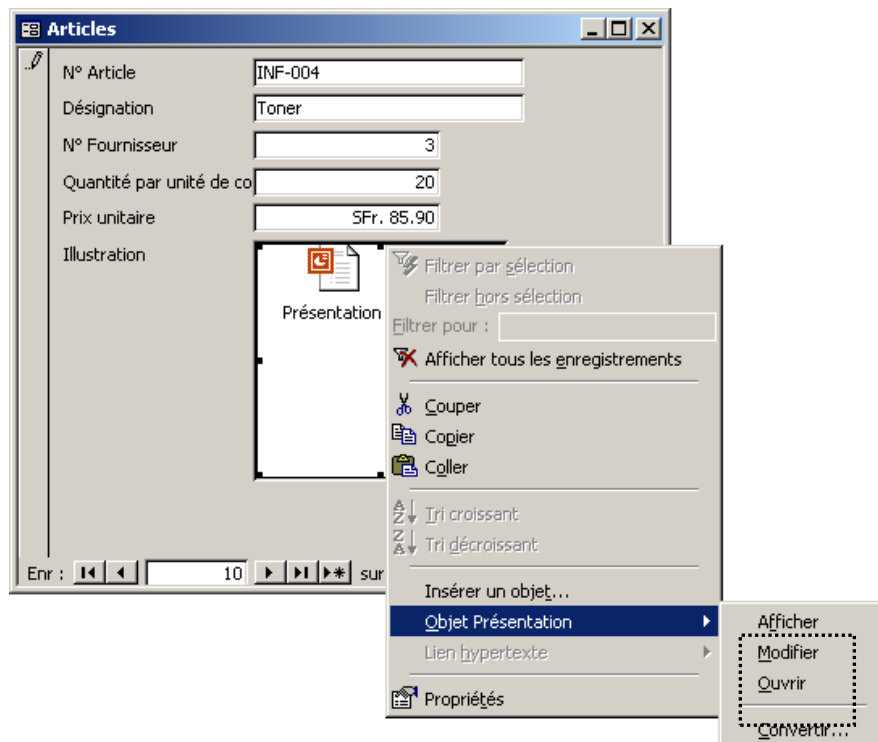 Articles
N° Article INF-004
Désignation Toner
N° Fournisseur 3
Quantité par unité de co 20
Prix unitaire SFr. 85.90
Illustration
Présentation
Enr : 10 sur
Filtrer par sélection
Filtrer hors sélection
Filtrer pour :
Afficher tous les enregistrements
Couper
Copier
Coller
Tri croissant
Tri décroissant
Insérer un objet...
Objet Présentation
Lien hypertexte
Propriétés
Afficher
Modifier
Ouvrir
Convertir...